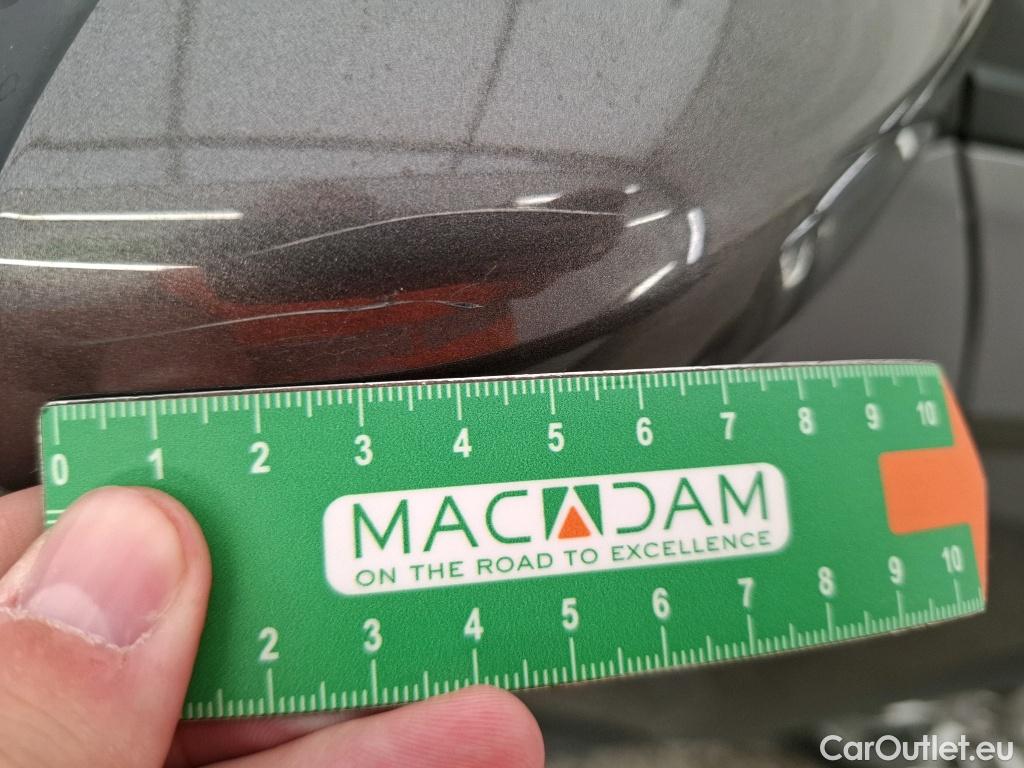 0 1 2 3 4 5 6 7 8 9 10
MACADAM
ON THE ROAD TO EXCELLENCE
2 3 4 5 6 7 8 9 10
CarOutlet.eu